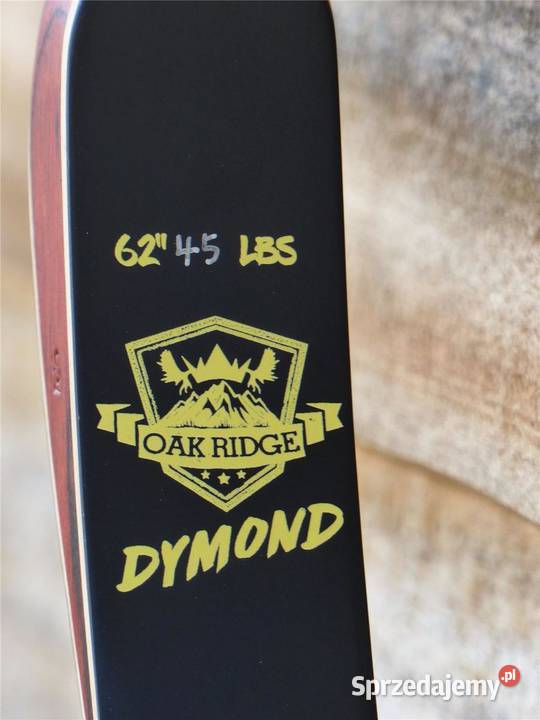 62" 45 LBS
OAK RIDGE
DYMOND
Sprzedajemy.pl